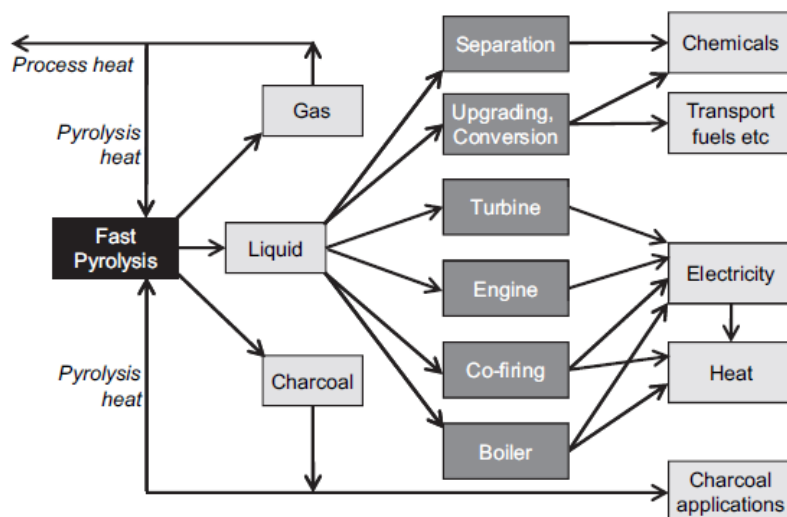 Process heat
Pyrolysis
heat
Gas
Fast
Pyrolysis
Liquid
Pyrolysis
heat
Charcoal
Separation
Upgrading,
Conversion
Turbine
Engine
Co-firing
Boiler
Chemicals
Transport
fuels etc
Electricity
Heat
Charcoal
applications